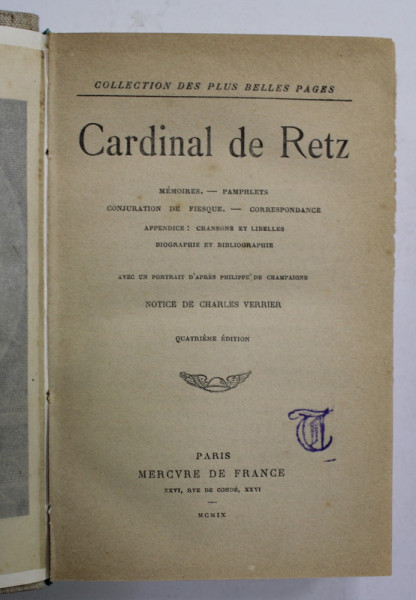 COLLECTION DES PLUS BELLES PAGES
Cardinal de Retz
MÉMOIRES. — PAMPHLETS
CONJURATION DE FIESQUE. — CORRESPONDANCE
APPENDICE : CHANSONS ET LIBELLES
BIOGRAPHIE ET BIBLIOGRAPHIE
AVEC UN PORTRAIT D'APRÈS PHILIPPE DE CHAMPAIGNE
NOTICE DE CHARLES VERRIER
QUATRIÈME ÉDITION
PARIS
MERCVRE DE FRANCE
XXVI, RVE DE CONDÉ, XXVI
MCMIX